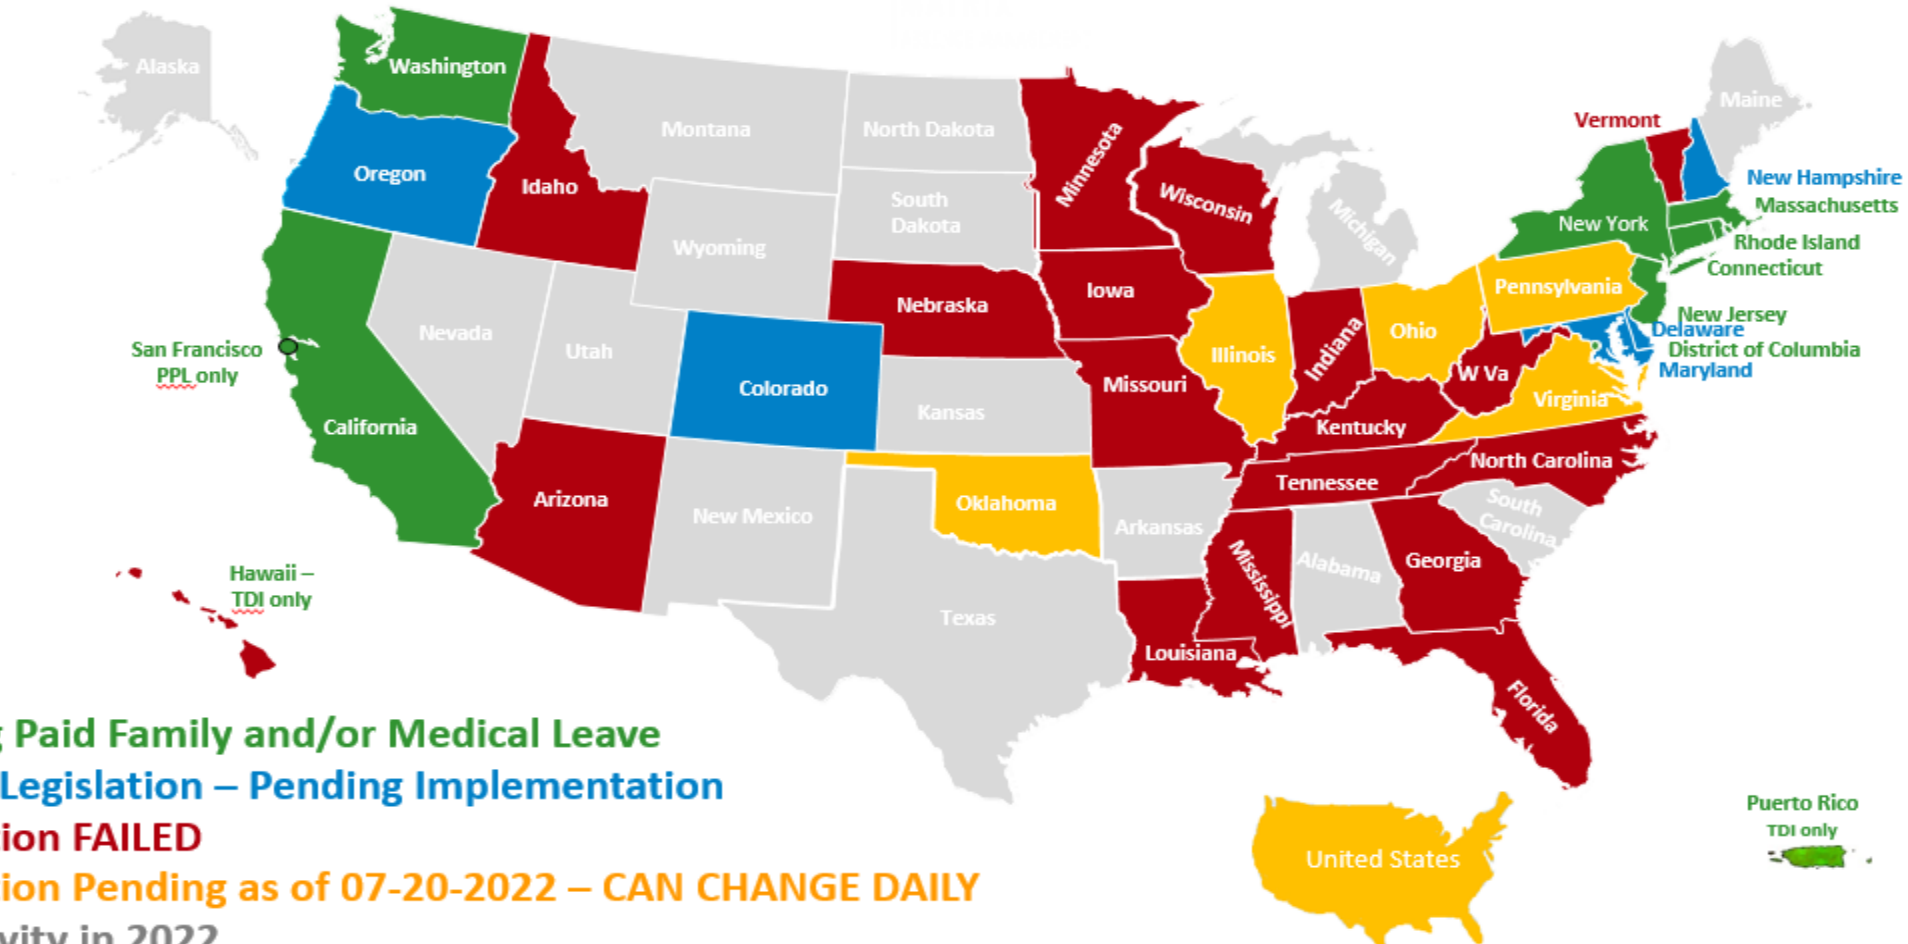 Alaska
Washington
Montana
North Dakota
Minnesota
Maine
Vermont
Oregon
Idaho
South
Dakota
Wisconsin
Michigan
New York
New Hampshire
Massachusetts
Rhode Island
Connecticut
Wyoming
Nebraska
Iowa
Pennsylvania
New Jersey
Delaware
District of Columbia
Maryland
San Francisco
PPL only
Nevada
Utah
Colorado
Kansas
Missouri
Illinois
Indiana
Ohio
W Va
Virginia
California
Kentucky
Arizona
New Mexico
Oklahoma
Arkansas
Tennessee
North Carolina
South
Carolina
Hawaii –
TDI only
Texas
Louisiana
Mississippi
Alabama
Georgia
Florida
Paid Family and/or Medical Leave
Legislation – Pending Implementation
ion FAILED
ion Pending as of 07-20-2022 – CAN CHANGE DAILY
vity in 2022
United States
Puerto Rico
TDI only